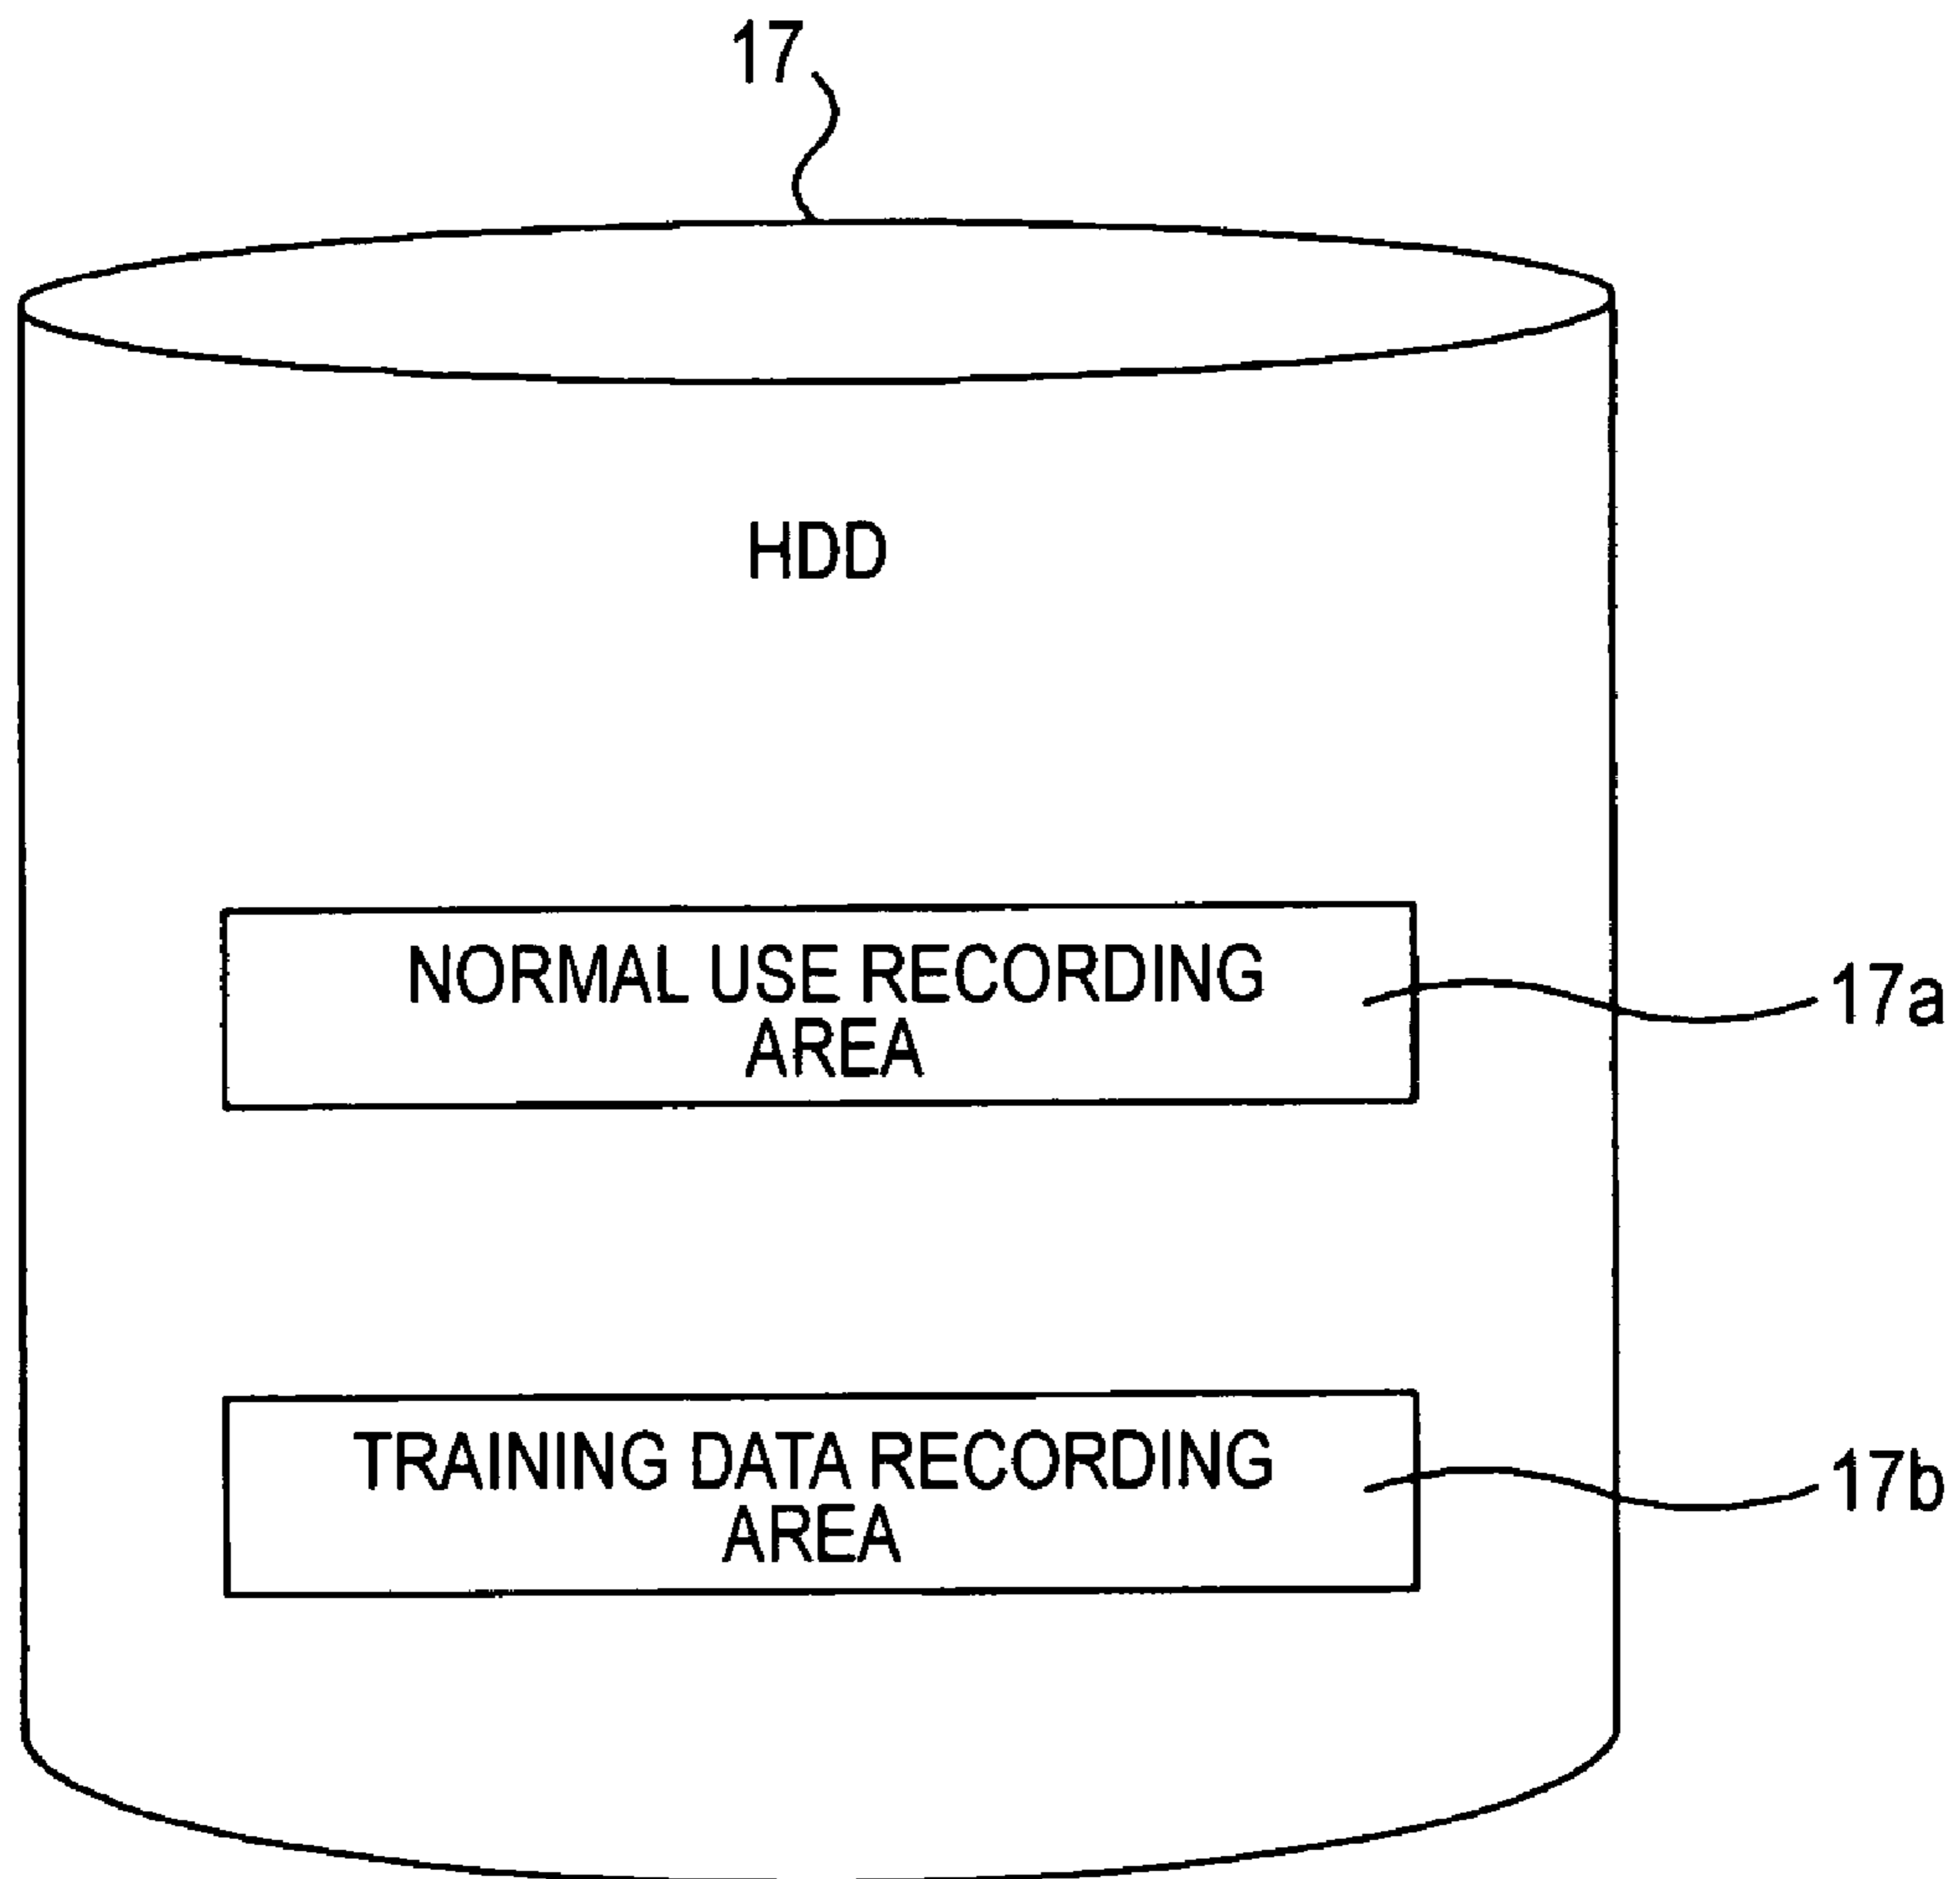 17
HDD
NORMAL USE RECORDING
AREA
17a
TRAINING DATA RECORDING
AREA
17b